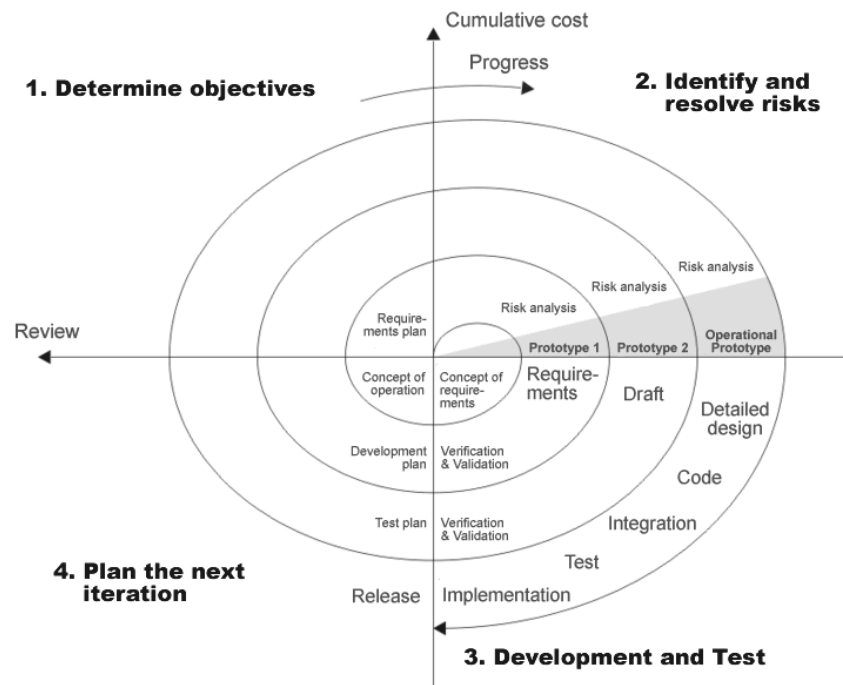 Cumulative cost
Progress
1. Determine objectives
2. Identify and
resolve risks
Risk analysis
Risk analysis
Risk analysis
Require-
ments plan
Review
Prototype 1
Prototype 2
Operational
Prototype
Concept of
operation
Concept of
require-
ments
Require-
ments
Draft
Detailed
design
Development
plan
Verification
& Validation
Code
Test plan
Verification
& Validation
Integration
Test
4. Plan the next
iteration
Release
Implementation
3. Development and Test